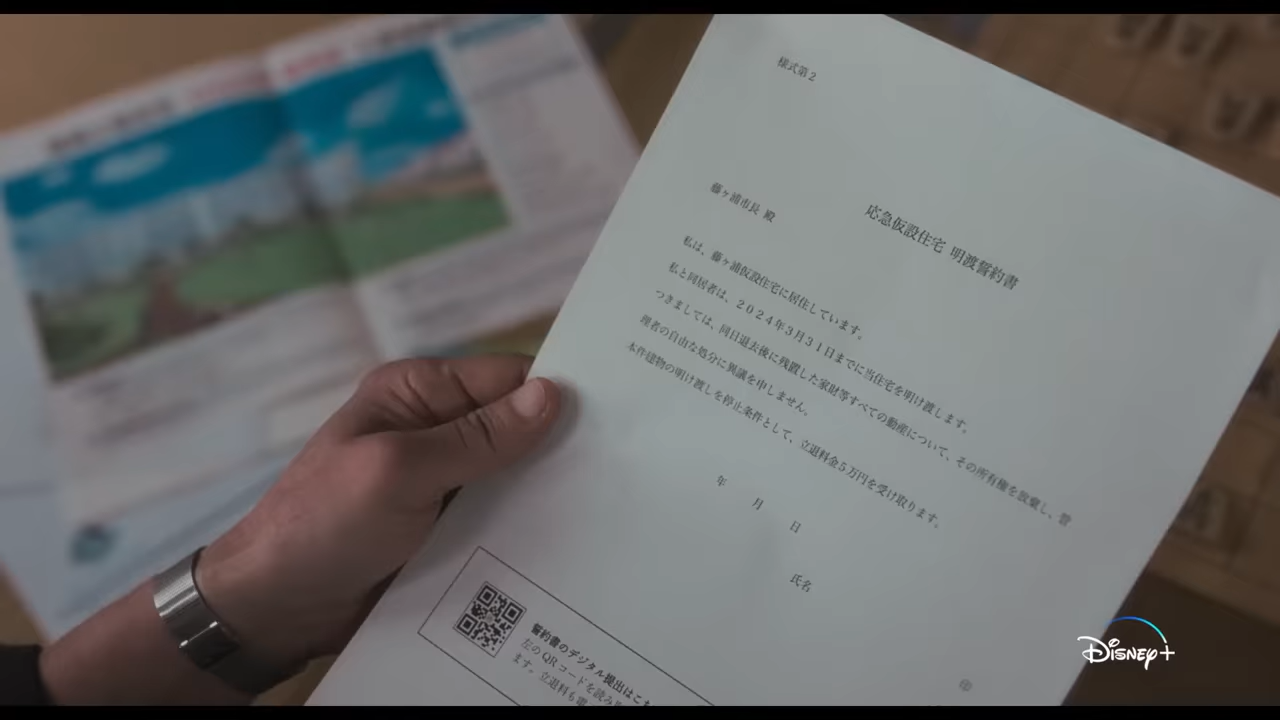 様式第2
藤ヶ浦市長 殿
応急仮設住宅 明渡誓約書
私は、藤ヶ浦仮設住宅に居住しています。
私と同居者は、2024年3月31日までに当住宅を明け渡します。
つきましては、同日退去後に残置した家財等すべての動産について、その所有権を放棄し、管
理者の自由な処分に異議を申しません。
本件建物の明け渡しを停止条件として、立退料金5万円を受け取ります。
年 月 日
氏名
印
誓約書のデジタル提出はこち
左のQRコードを読み
ます。立退料も
Disney+